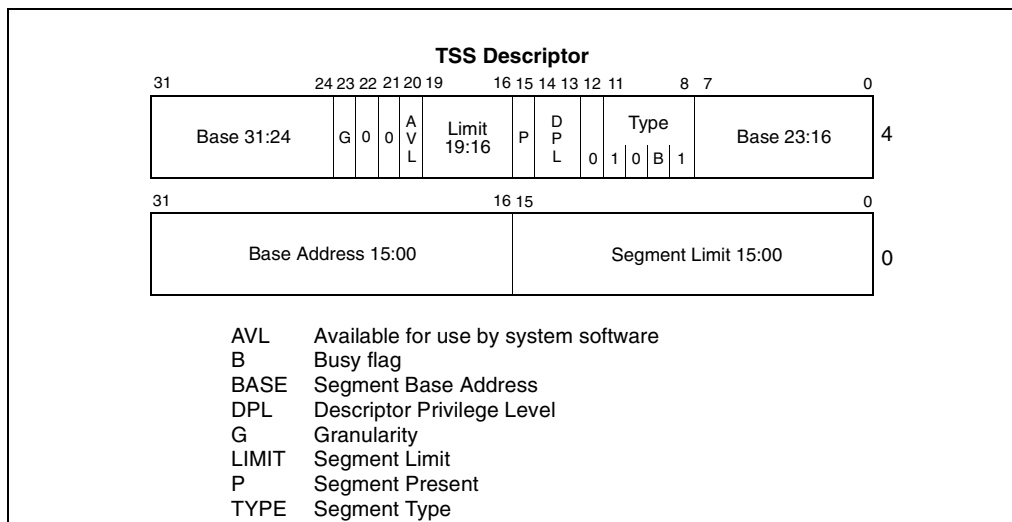 TSS Descriptor
31 24 23 22 21 20 19 16 15 14 13 12 11 8 7 0
Base 31:24 G 0 0 AVL Limit 19:16 P DPL 0 Type 1 0 B 1 Base 23:16 4
31 16 15 0
Base Address 15:00 Segment Limit 15:00 0
AVL Available for use by system software
B Busy flag
BASE Segment Base Address
DPL Descriptor Privilege Level
G Granularity
LIMIT Segment Limit
P Segment Present
TYPE Segment Type